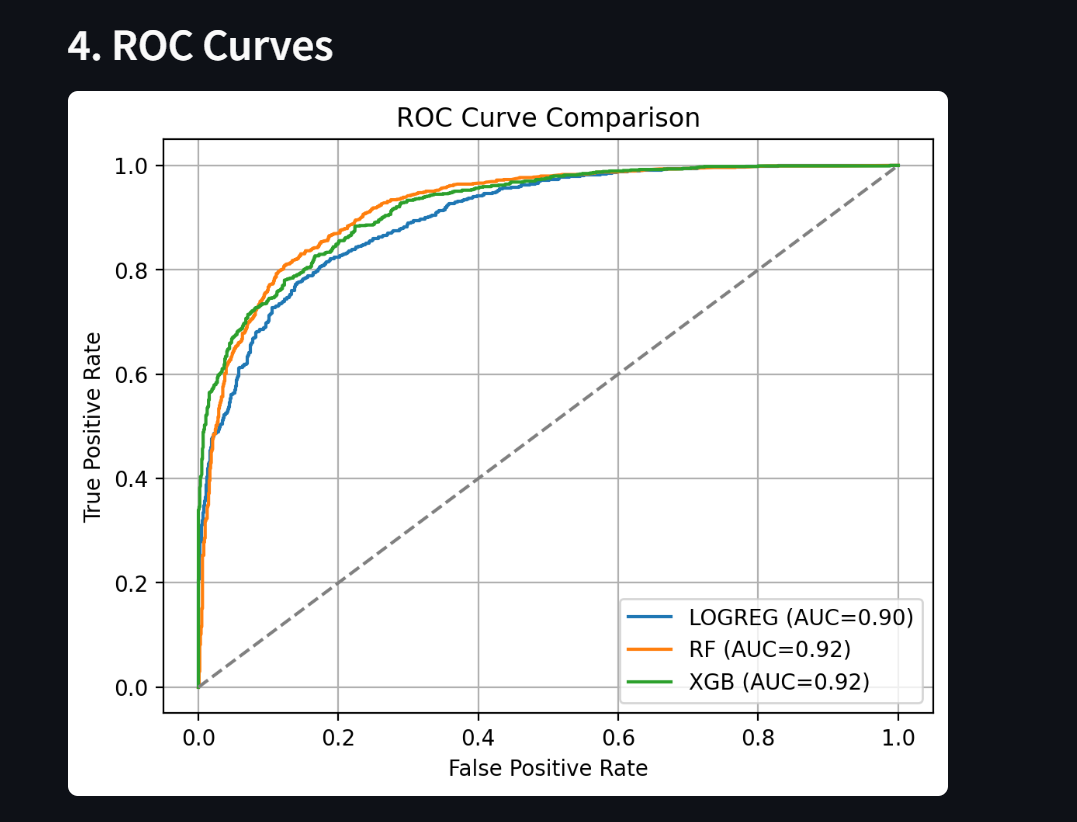 4. ROC Curves
ROC Curve Comparison
1.0
0.8
0.6
0.4
0.2
0.0
True Positive Rate
LOGREG (AUC=0.90)
RF (AUC=0.92)
XGB (AUC=0.92)
0.0 0.2 0.4 0.6 0.8 1.0
False Positive Rate